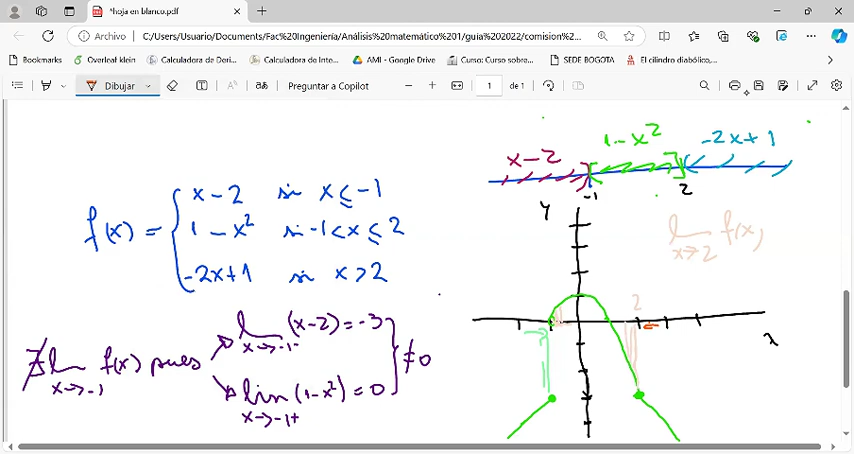 *hoja en blanco.pdf
Archivo C:/Users/Usuario/Documents/Fac%20Ingeniería/Análisis%20matemático%201/guia%202022/comision%2...
Bookmarks Overleaf klein Calculadora de Deri... Calculadora de Inte... AMI - Google Drive Curso: Curso sobre... SEDE BOGOTA El cilindro diabólico,...
Dibujar aあ Preguntar a Copilot 1 de 1
x-2 1-x² -2x+1
-1 2
y
f(x) = { x-2 si x≤-1
1-x² si -1<x≤2
-2x+1 si x>2
lim f(x)
x→2
2
x
∄ lim f(x) pues
x→-1
lim (x-2) = -3
x→-1⁻
lim (1-x²) = 0
x→-1+
} ≠0